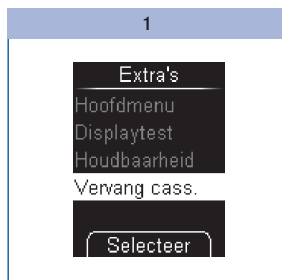 1
Extra's
Hoofdmenu
Displaytest
Houdbaarheid
Vervang cass.
Selecteer